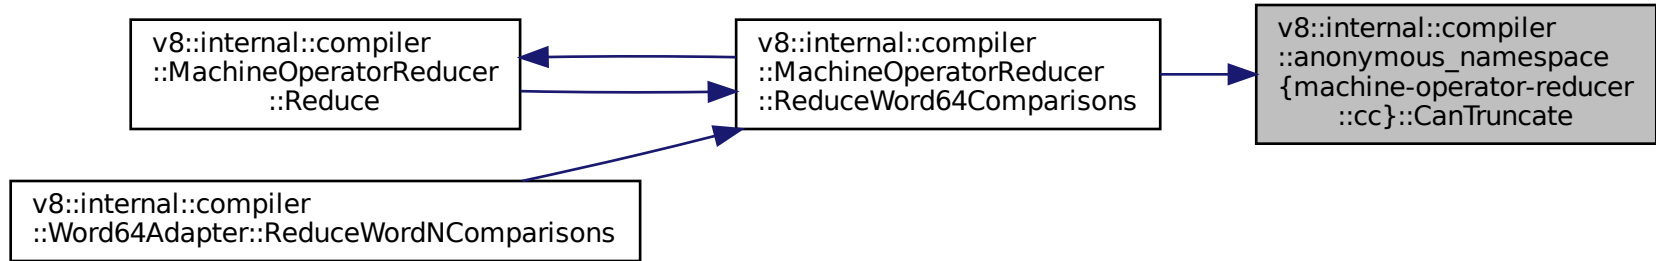 v8::internal::compiler
::MachineOperatorReducer
::Reduce
v8::internal::compiler
::MachineOperatorReducer
::ReduceWord64Comparisons
v8::internal::compiler
::anonymous_namespace
{machine-operator-reducer
::cc}::CanTruncate
v8::internal::compiler
::Word64Adapter::ReduceWordNComparisons